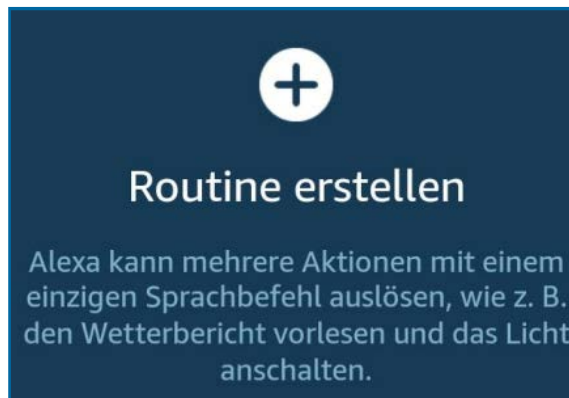 Routine erstellen
Alexa kann mehrere Aktionen mit einem
einzigen Sprachbefehl auslösen, wie z. B.
den Wetterbericht vorlesen und das Licht
anschalten.